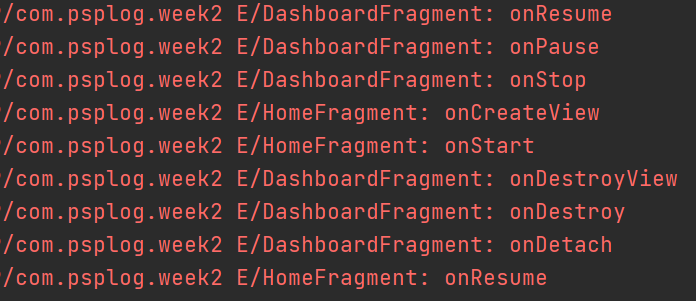 /com.psplog.week2 E/DashboardFragment: onResume
/com.psplog.week2 E/DashboardFragment: onPause
/com.psplog.week2 E/DashboardFragment: onStop
/com.psplog.week2 E/HomeFragment: onCreateView
/com.psplog.week2 E/HomeFragment: onStart
/com.psplog.week2 E/DashboardFragment: onDestroyView
/com.psplog.week2 E/DashboardFragment: onDestroy
/com.psplog.week2 E/DashboardFragment: onDetach
/com.psplog.week2 E/HomeFragment: onResume